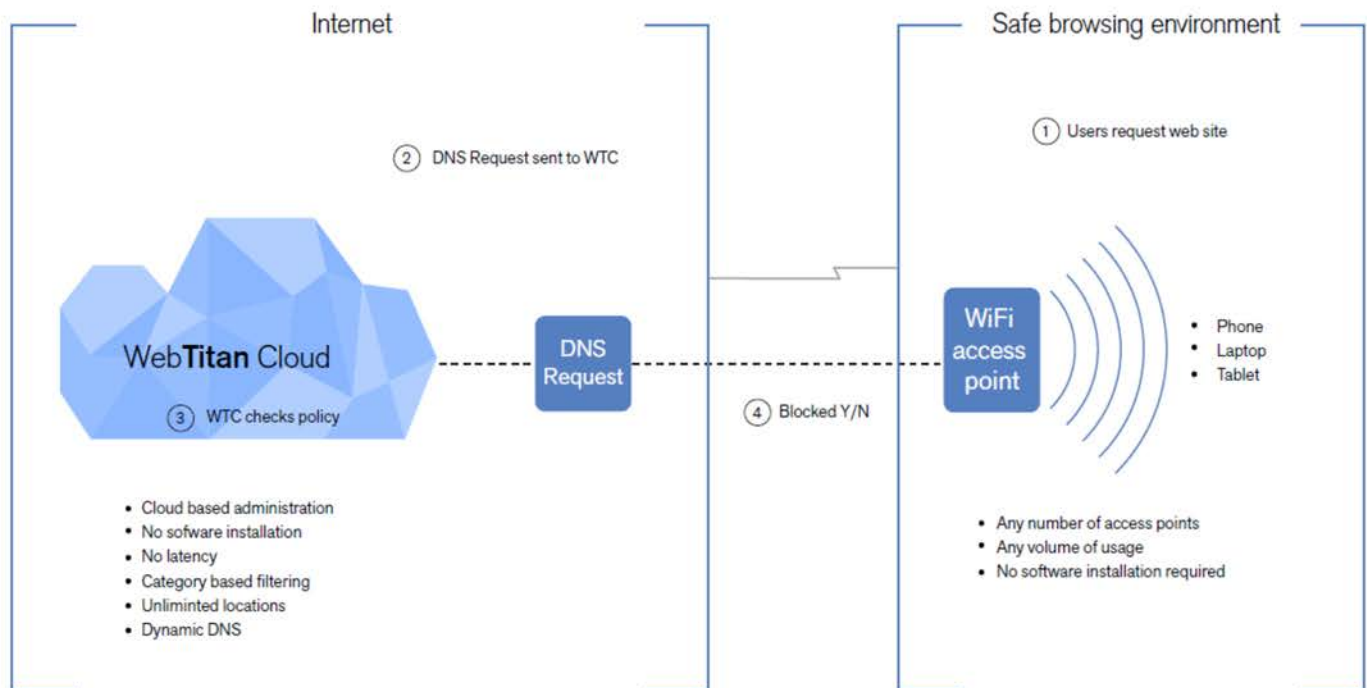 Internet
Safe browsing environment
1 Users request web site
2 DNS Request sent to WTC
WebTitan Cloud
3 WTC checks policy
DNS
Request
4 Blocked Y/N
WiFi
access
point
• Phone
• Laptop
• Tablet
• Cloud based administration
• No sofware installation
• No latency
• Category based filtering
• Unliminted locations
• Dynamic DNS
• Any number of access points
• Any volume of usage
• No software installation required